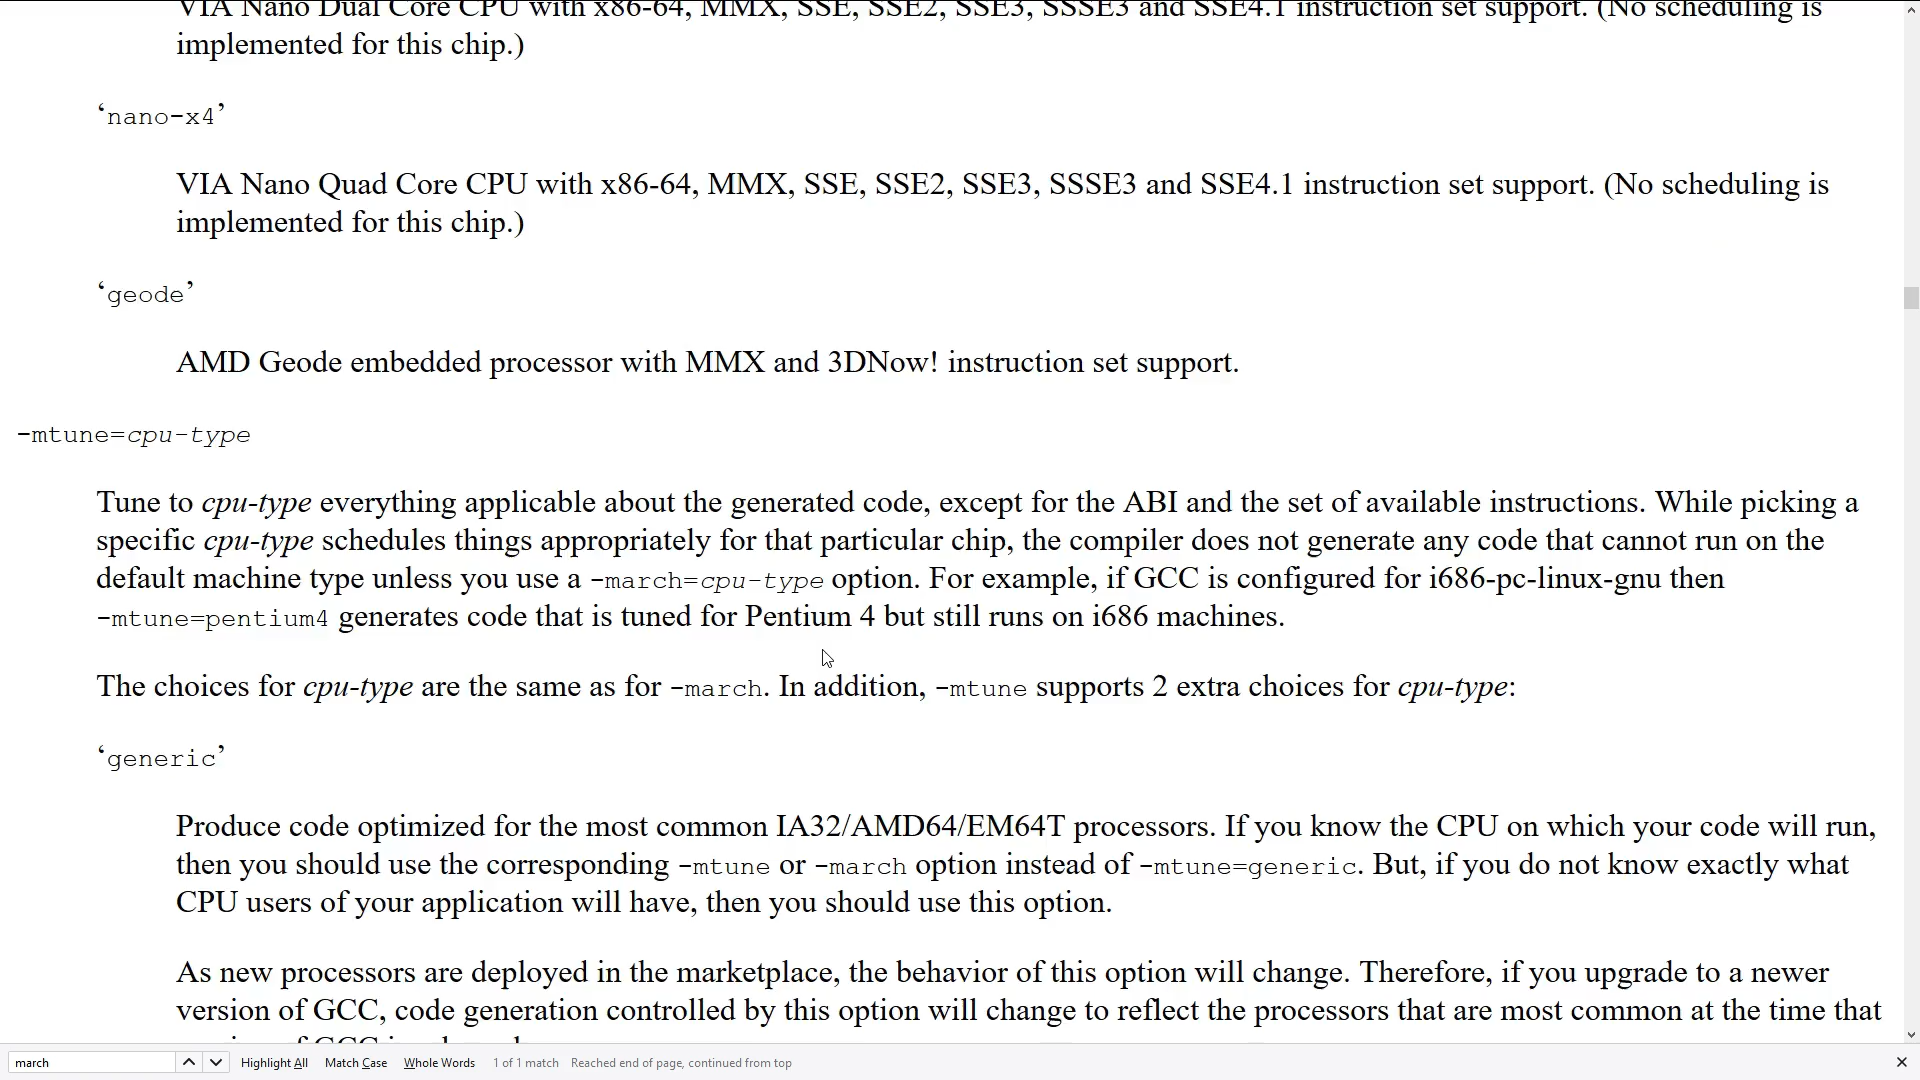 VIA Nano Dual Core CPU with x86-64, MMX, SSE, SSE2, SSE3, SSSE3 and SSE4.1 instruction set support. (No scheduling is
implemented for this chip.)
‘nano-x4’
VIA Nano Quad Core CPU with x86-64, MMX, SSE, SSE2, SSE3, SSSE3 and SSE4.1 instruction set support. (No scheduling is
implemented for this chip.)
‘geode’
AMD Geode embedded processor with MMX and 3DNow! instruction set support.
-mtune=cpu-type
Tune to cpu-type everything applicable about the generated code, except for the ABI and the set of available instructions. While picking a
specific cpu-type schedules things appropriately for that particular chip, the compiler does not generate any code that cannot run on the
default machine type unless you use a -march=cpu-type option. For example, if GCC is configured for i686-pc-linux-gnu then
-mtune=pentium4 generates code that is tuned for Pentium 4 but still runs on i686 machines.
The choices for cpu-type are the same as for -march. In addition, -mtune supports 2 extra choices for cpu-type:
‘generic’
Produce code optimized for the most common IA32/AMD64/EM64T processors. If you know the CPU on which your code will run,
then you should use the corresponding -mtune or -march option instead of -mtune=generic. But, if you do not know exactly what
CPU users of your application will have, then you should use this option.
As new processors are deployed in the marketplace, the behavior of this option will change. Therefore, if you upgrade to a newer
version of GCC, code generation controlled by this option will change to reflect the processors that are most common at the time that
march Highlight All Match Case Whole Words 1 of 1 match Reached end of page, continued from top